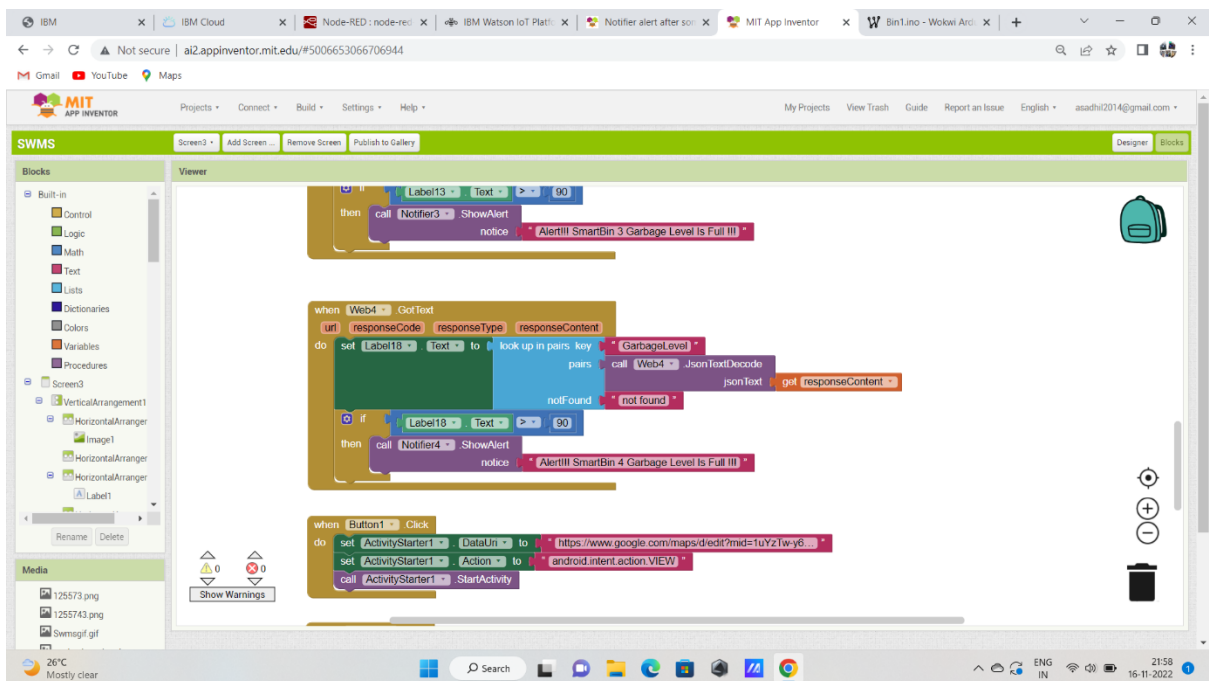 IBM
IBM Cloud
Node-RED : node-red
IBM Watson IoT Platfo
Notifier alert after son
MIT App Inventor
Bin1.ino - Wokwi Ard
Not secure | ai2.appinventor.mit.edu/#5006653066706944
Gmail YouTube Maps
MIT
APP INVENTOR
Projects Connect Build Settings Help
My Projects View Trash Guide Report an Issue English asadhil2014@gmail.com
SWMS
Screen3 Add Screen ... Remove Screen Publish to Gallery
Designer Blocks
Blocks
Built-in
Control
Logic
Math
Text
Lists
Dictionaries
Colors
Variables
Procedures
Screen3
VerticalArrangement1
HorizontalArranger
Image1
HorizontalArranger
HorizontalArranger
Label1
Rename Delete
Media
125573.png
1255743.png
Swmsgif.gif
Viewer
if Label13 . Text > 90
then call Notifier3 .ShowAlert
notice " Alert!!! SmartBin 3 Garbage Level Is Full !!! "
when Web4 .GotText
url responseCode responseType responseContent
do set Label18 . Text to look up in pairs key " GarbageLevel "
pairs call Web4 .JsonTextDecode
jsonText get responseContent
notFound " not found "
if Label18 . Text > 90
then call Notifier4 .ShowAlert
notice " Alert!!! SmartBin 4 Garbage Level Is Full !!! "
when Button1 .Click
do set ActivityStarter1 . DataUri to " https://www.google.com/maps/d/edit?mid=1uYzTw-y6... "
set ActivityStarter1 . Action to " android.intent.action.VIEW "
call ActivityStarter1 .StartActivity
0 0
Show Warnings
26°C
Mostly clear
Search
ENG
IN
21:58
16-11-2022
1